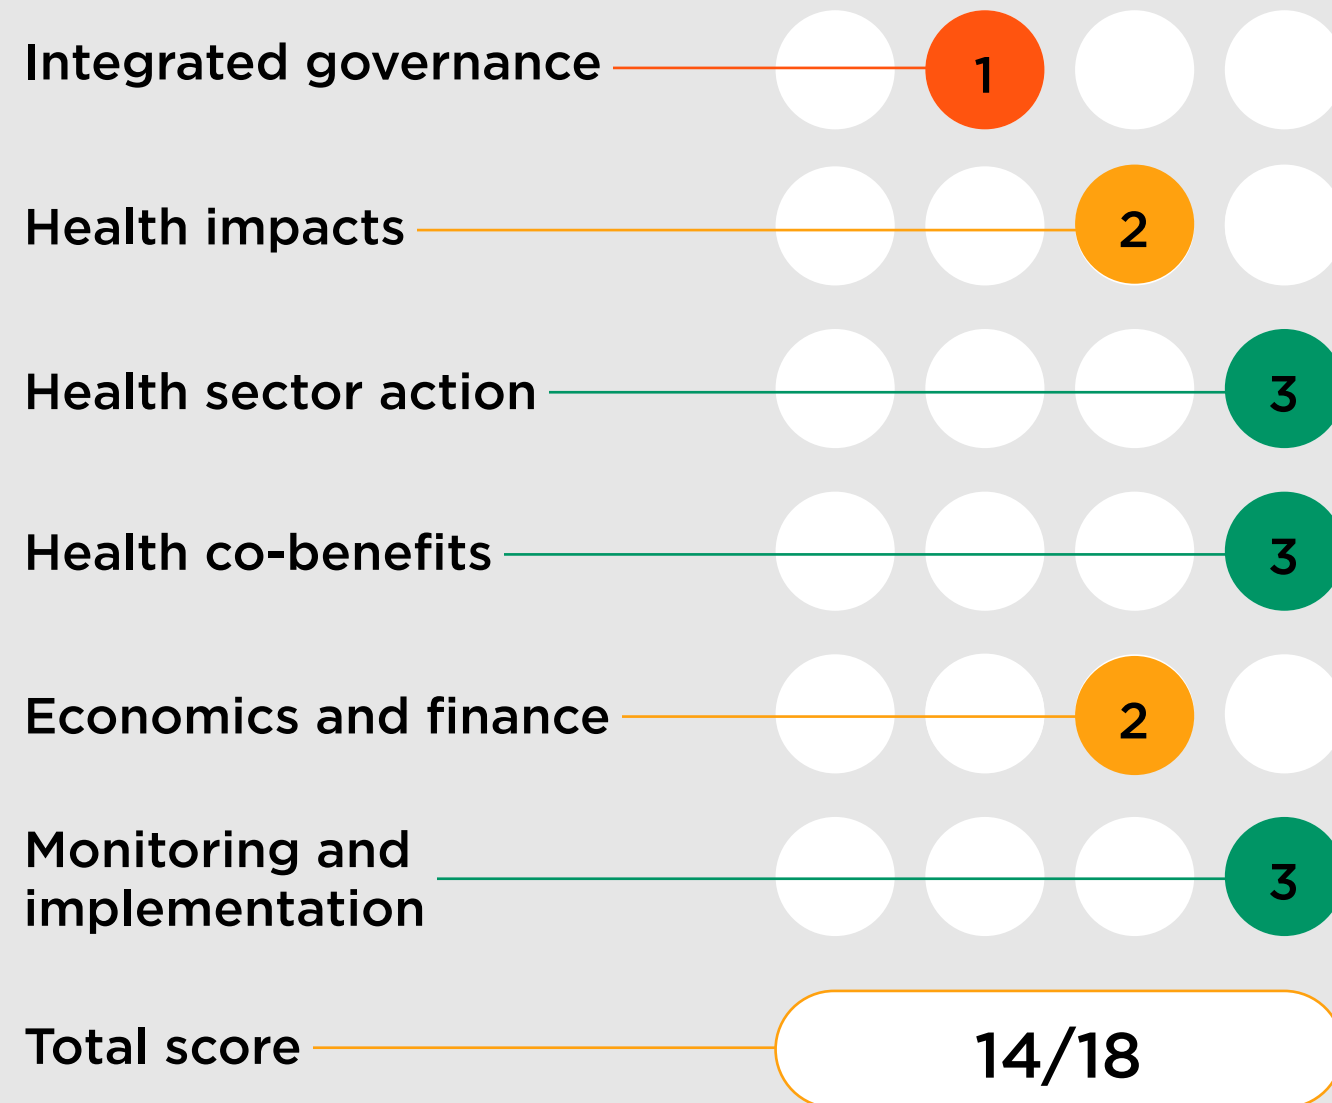 Integrated governance 1
Health impacts 2
Health sector action 3
Health co-benefits 3
Economics and finance 2
Monitoring and
implementation 3
Total score 14/18